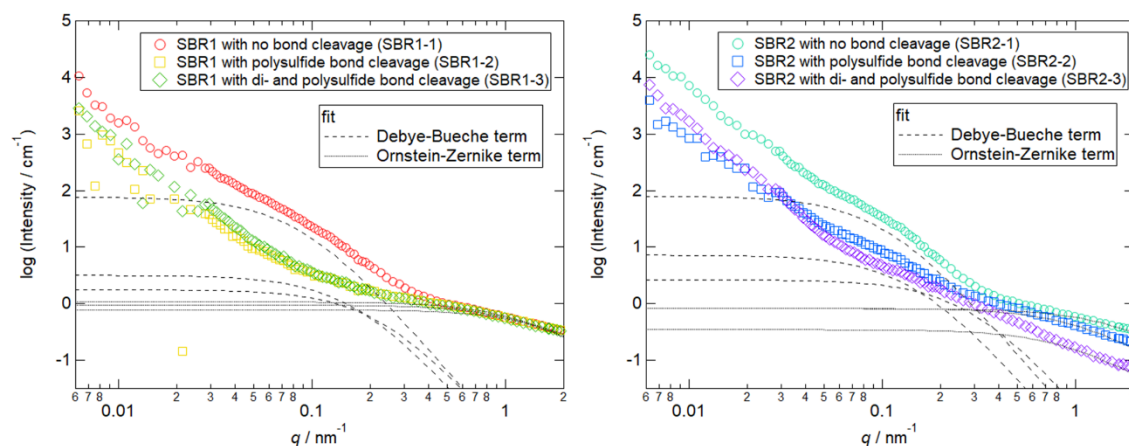 5
4
3
2
1
0
-1
log (Intensity / cm⁻¹)
SBR1 with no bond cleavage (SBR1-1)
SBR1 with polysulfide bond cleavage (SBR1-2)
SBR1 with di- and polysulfide bond cleavage (SBR1-3)
fit
Debye-Bueche term
Ornstein-Zernike term
6 7 8 2 3 4 5 6 7 8 2 3 4 5 6 7 8 2
0.01 0.1 1
q / nm⁻¹
5
4
3
2
1
0
-1
log (Intensity / cm⁻¹)
SBR2 with no bond cleavage (SBR2-1)
SBR2 with polysulfide bond cleavage (SBR2-2)
SBR2 with di- and polysulfide bond cleavage (SBR2-3)
fit
Debye-Bueche term
Ornstein-Zernike term
6 7 8 2 3 4 5 6 7 8 2 3 4 5 6 7 8
0.01 0.1 1
q / nm⁻¹